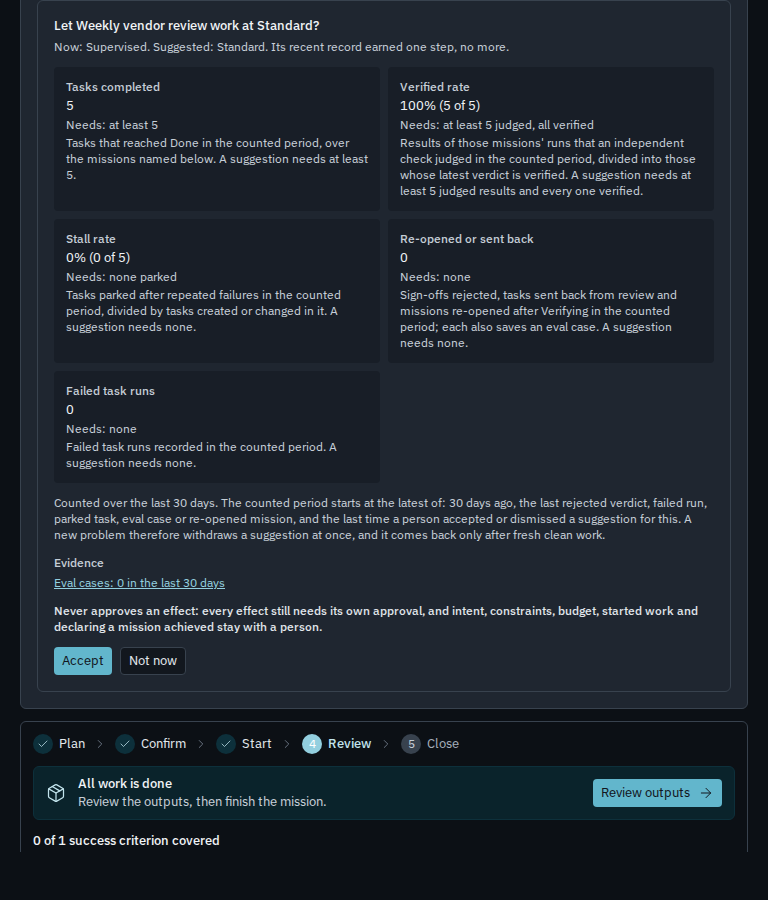 Let Weekly vendor review work at Standard?
Now: Supervised. Suggested: Standard. Its recent record earned one step, no more.
Tasks completed
5
Needs: at least 5
Tasks that reached Done in the counted period, over
the missions named below. A suggestion needs at least
5.
Verified rate
100% (5 of 5)
Needs: at least 5 judged, all verified
Results of those missions' runs that an independent
check judged in the counted period, divided into those
whose latest verdict is verified. A suggestion needs at
least 5 judged results and every one verified.
Stall rate
0% (0 of 5)
Needs: none parked
Tasks parked after repeated failures in the counted
period, divided by tasks created or changed in it. A
suggestion needs none.
Re-opened or sent back
0
Needs: none
Sign-offs rejected, tasks sent back from review and
missions re-opened after Verifying in the counted
period; each also saves an eval case. A suggestion
needs none.
Failed task runs
0
Needs: none
Failed task runs recorded in the counted period. A
suggestion needs none.
Counted over the last 30 days. The counted period starts at the latest of: 30 days ago, the last rejected verdict, failed run,
parked task, eval case or re-opened mission, and the last time a person accepted or dismissed a suggestion for this. A
new problem therefore withdraws a suggestion at once, and it comes back only after fresh clean work.
Evidence
Eval cases: 0 in the last 30 days
Never approves an effect: every effect still needs its own approval, and intent, constraints, budget, started work and
declaring a mission achieved stay with a person.
Accept Not now
Plan Confirm Start 4 Review 5 Close
All work is done
Review the outputs, then finish the mission.
Review outputs
0 of 1 success criterion covered